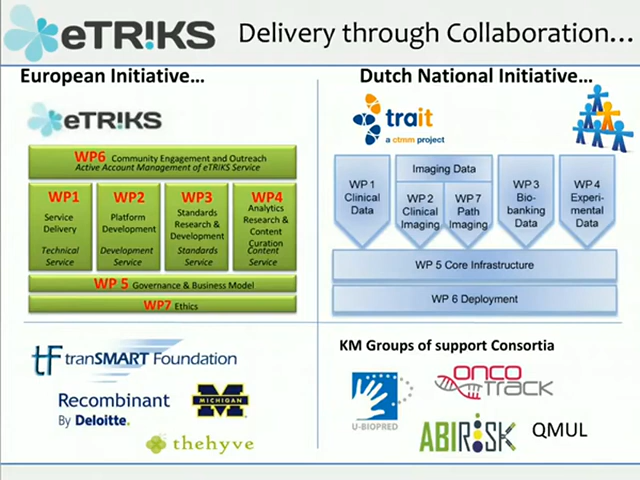 eTRIKS
Delivery through Collaboration...
European Initiative...
eTRIKS
WP6 Community Engagement and Outreach
Active Account Management of eTRIKS Service
WP1
Service
Delivery
Technical
Service
WP2
Platform
Development
Development
Service
WP3
Standards
Research &
Development
Standards
Service
WP4
Analytics
Research &
Content
Curation
Content
Service
WP 5 Governance & Business Model
WP7 Ethics
Dutch National Initiative...
trait
a ctmm project
WP 1
Clinical
Data
Imaging Data
WP 2
Clinical
Imaging
WP 7
Path
Imaging
WP 3
Bio-
banking
Data
WP 4
Experi-
mental
Data
WP 5 Core Infrastructure
WP 6 Deployment
tF tranSMART Foundation
Recombinant
By Deloitte.
M
MICHIGAN
thehyve
KM Groups of support Consortia
U-BIOPRED
ONCO
TRACK
ABIRISK
QMUL